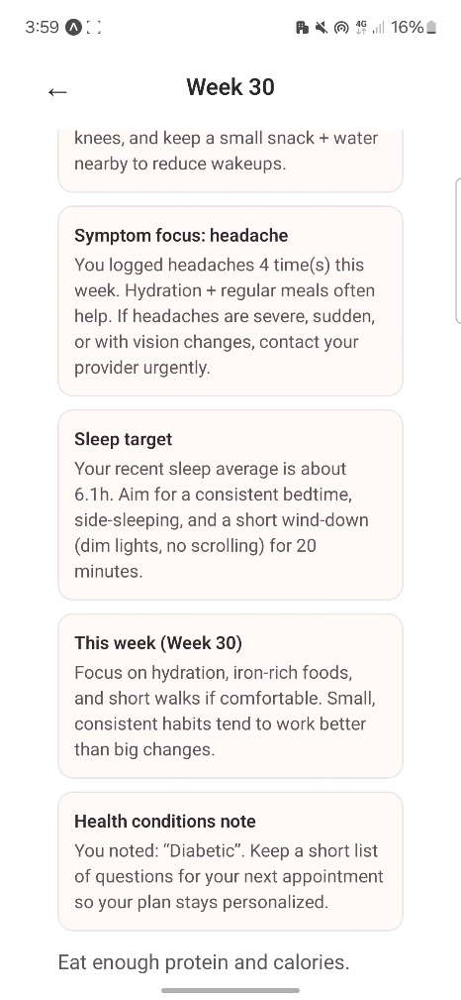 3:59
4G
16%
←
Week 30
knees, and keep a small snack + water
nearby to reduce wakeups.
Symptom focus: headache
You logged headaches 4 time(s) this
week. Hydration + regular meals often
help. If headaches are severe, sudden,
or with vision changes, contact your
provider urgently.
Sleep target
Your recent sleep average is about
6.1h. Aim for a consistent bedtime,
side-sleeping, and a short wind-down
(dim lights, no scrolling) for 20
minutes.
This week (Week 30)
Focus on hydration, iron-rich foods,
and short walks if comfortable. Small,
consistent habits tend to work better
than big changes.
Health conditions note
You noted: “Diabetic”. Keep a short list
of questions for your next appointment
so your plan stays personalized.
Eat enough protein and calories.